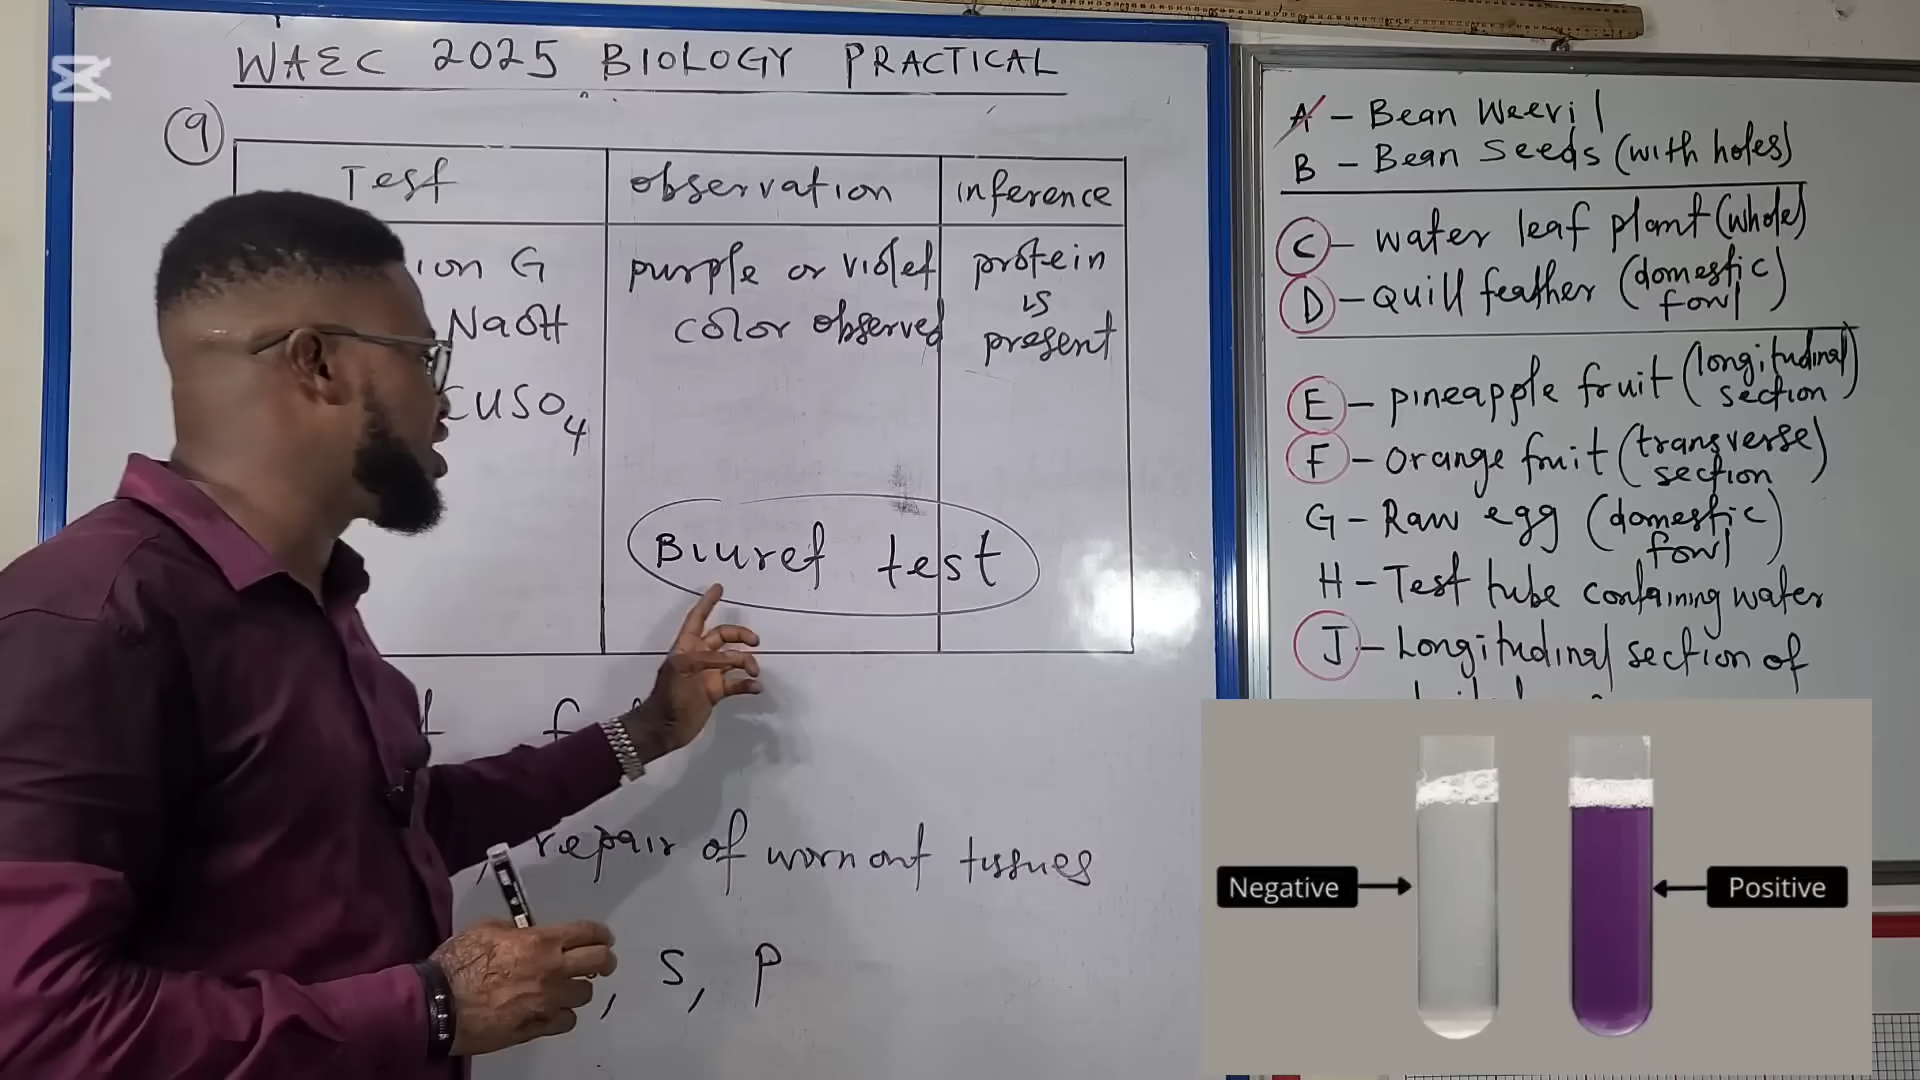 WAEC 2025 BIOLOGY PRACTICAL
9
Test
observation
inference
G
NaOH
CuSO4
purple or violet
color observed
protein
is
present
Biuret test
repair of wornout tissues
, S, P
A - Bean Weevil
B - Bean Seeds (with holes)
C - water leaf plant (whole)
D - Quill feather (domestic fowl)
E - pineapple fruit (longitudinal section)
F - Orange fruit (transverse section)
G - Raw egg (domestic fowl)
H - Test tube containing water
J - Longitudinal section of
Negative
Positive